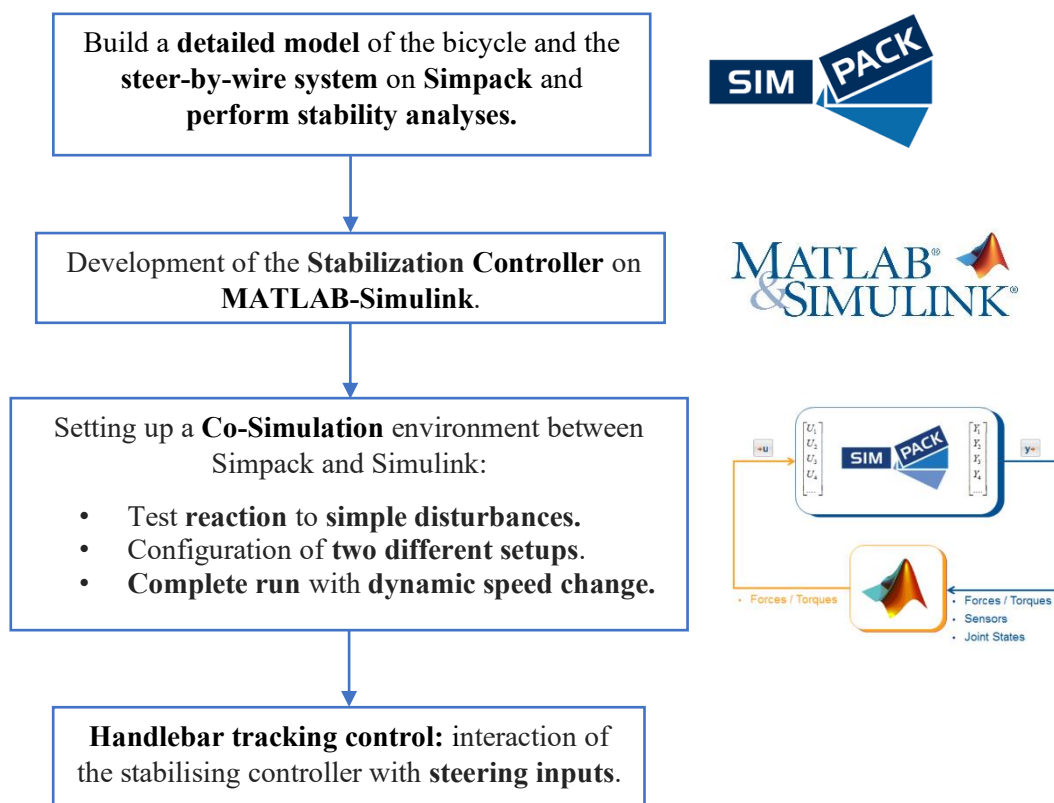 Build a detailed model of the bicycle and the
steer-by-wire system on Simpack and
perform stability analyses.
SIM
PACK
Development of the Stabilization Controller on
MATLAB-Simulink.
MATLAB®
&SIMULINK®
Setting up a Co-Simulation environment between
Simpack and Simulink:
• Test reaction to simple disturbances.
• Configuration of two different setups.
• Complete run with dynamic speed change.
→u
U1
U2
U3
U4
....
SIM
PACK
Y1
Y2
Y3
Y4
....
y→
• Forces / Torques
• Forces / Torques
• Sensors
• Joint States
Handlebar tracking control: interaction of
the stabilising controller with steering inputs.